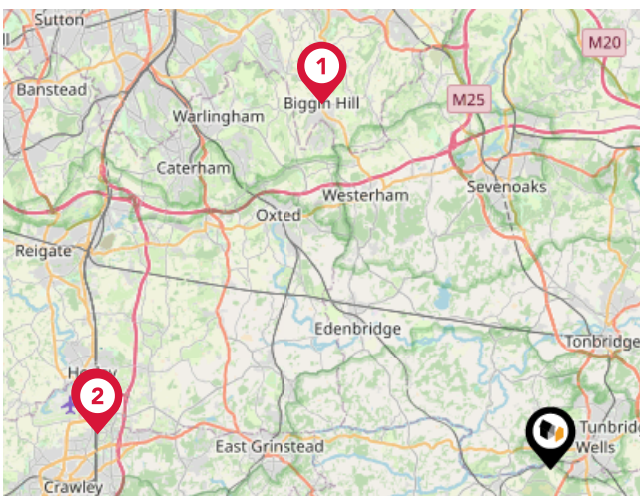 Sutton
M20
1
Banstead
Biggin Hill
M25
Warlingham
Caterham
Sevenoaks
Westerham
Oxted
Reigate
Edenbridge
Tonbridge
2
Tunbrid
Wells
East Grinstead
Crawley